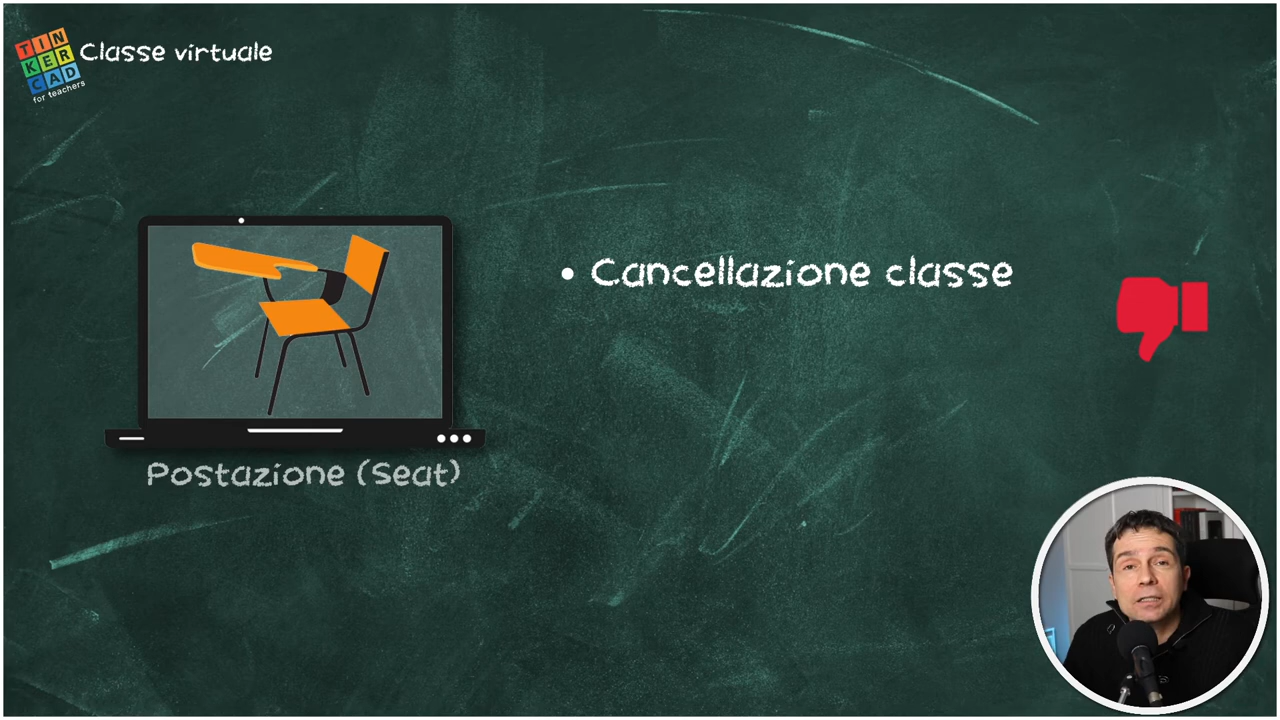 TIN
KER
CAD
for teachers
Classe virtuale
• Cancellazione classe
Postazione (Seat)